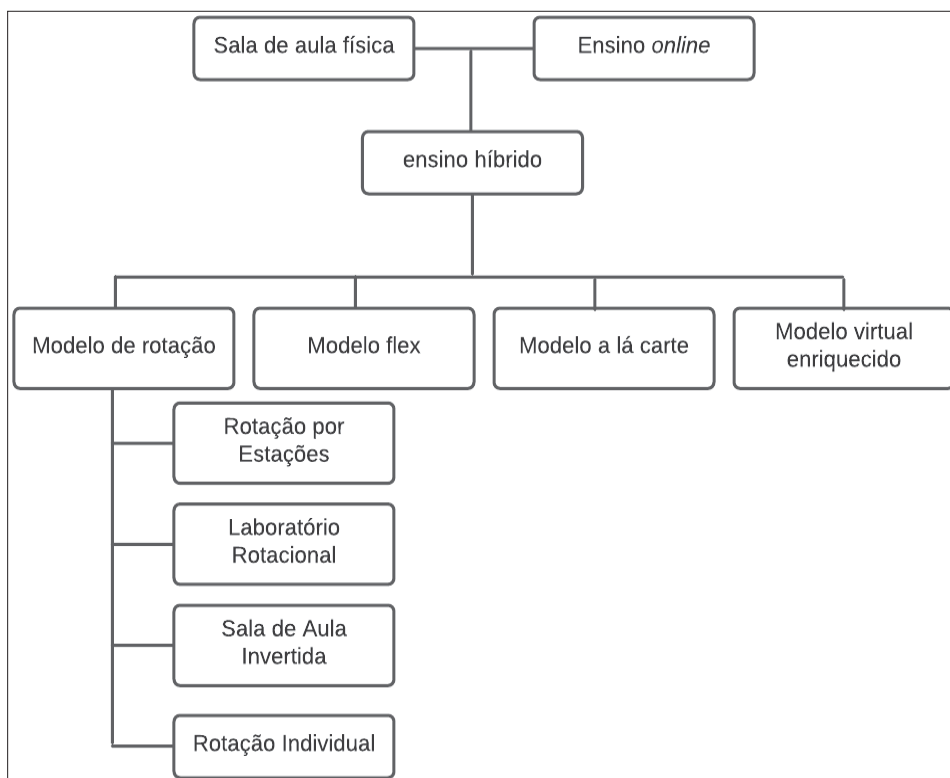 Sala de aula física
Ensino online
ensino híbrido
Modelo de rotação
Modelo flex
Modelo a lá carte
Modelo virtual
enriquecido
Rotação por
Estações
Laboratório
Rotacional
Sala de Aula
Invertida
Rotação Individual